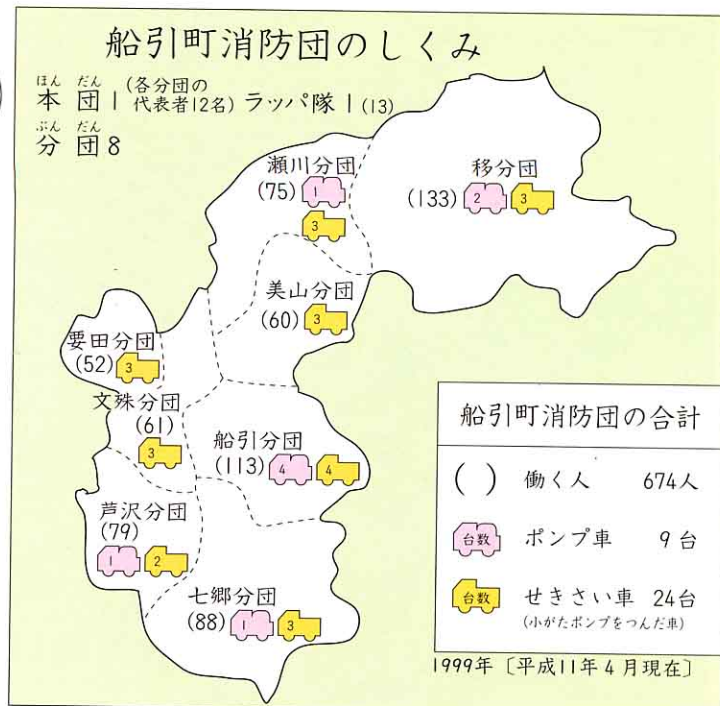 船引町消防団のしくみ
ほん だん
本 団 1 (各分団の
代表者12名) ラッパ隊 1 (13)
ぶん だん
分 団 8
瀬川分団
(75) 1
3
移分団
(133) 2 3
美山分団
(60) 3
要田分団
(52) 3
文殊分団
(61)
3
船引分団
(113) 4 4
芦沢分団
(79)
1 2
七郷分団
(88) 1 3
船引町消防団の合計
( ) 働く人 674人
台数 ポンプ車 9台
台数 せきさい車 24台
(小がたポンプをつんだ車)
1999年〔平成11年4月現在〕